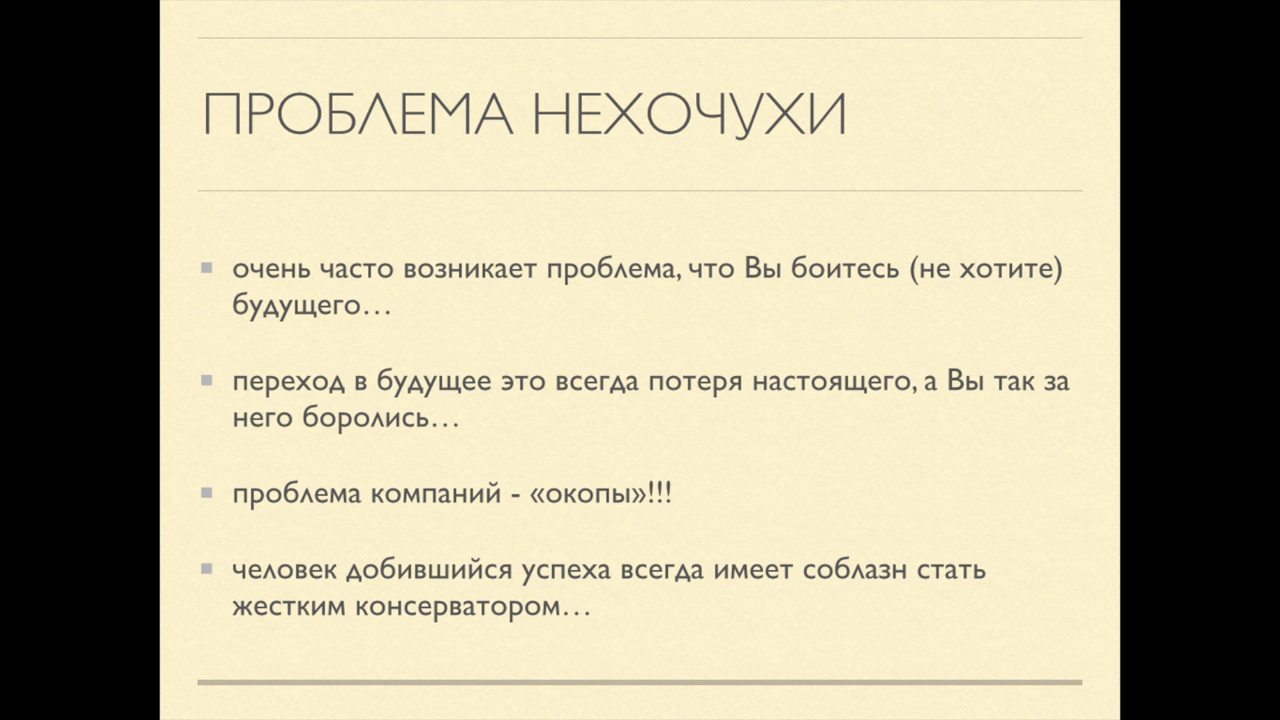 ПРОБЛЕМА НЕХОЧУХИ
очень часто возникает проблема, что Вы боитесь (не хотите)
будущего…
переход в будущее это всегда потеря настоящего, а Вы так за
него боролись…
проблема компаний - «окопы»!!!
человек добившийся успеха всегда имеет соблазн стать
жестким консерватором…